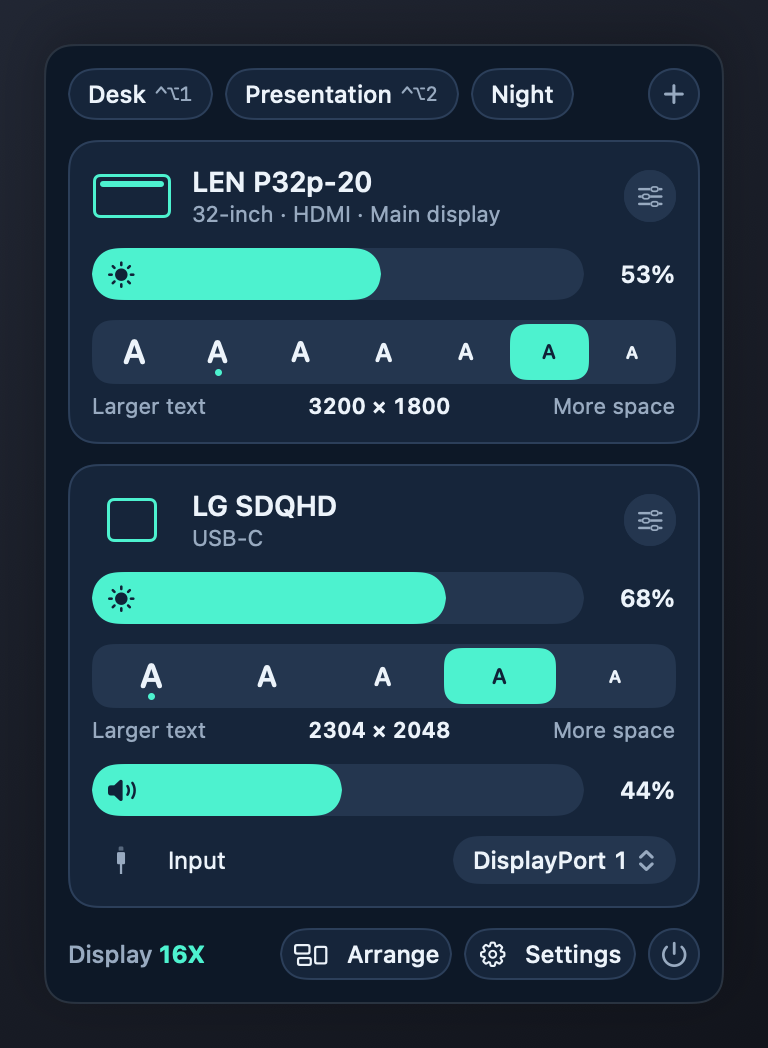 Desk ⌃⌥1 Presentation ⌃⌥2 Night
LEN P32p-20
32-inch · HDMI · Main display
53%
A A A A A A A
Larger text 3200 × 1800 More space
LG SDQHD
USB-C
68%
A A A A A
Larger text 2304 × 2048 More space
44%
Input DisplayPort 1
Display 16X Arrange Settings